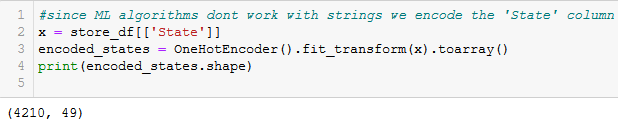 1 #since ML algorithms dont work with strings we encode the 'State' column
2 x = store_df[['State']]
3 encoded_states = OneHotEncoder().fit_transform(x).toarray()
4 print(encoded_states.shape)
5
(4210, 49)